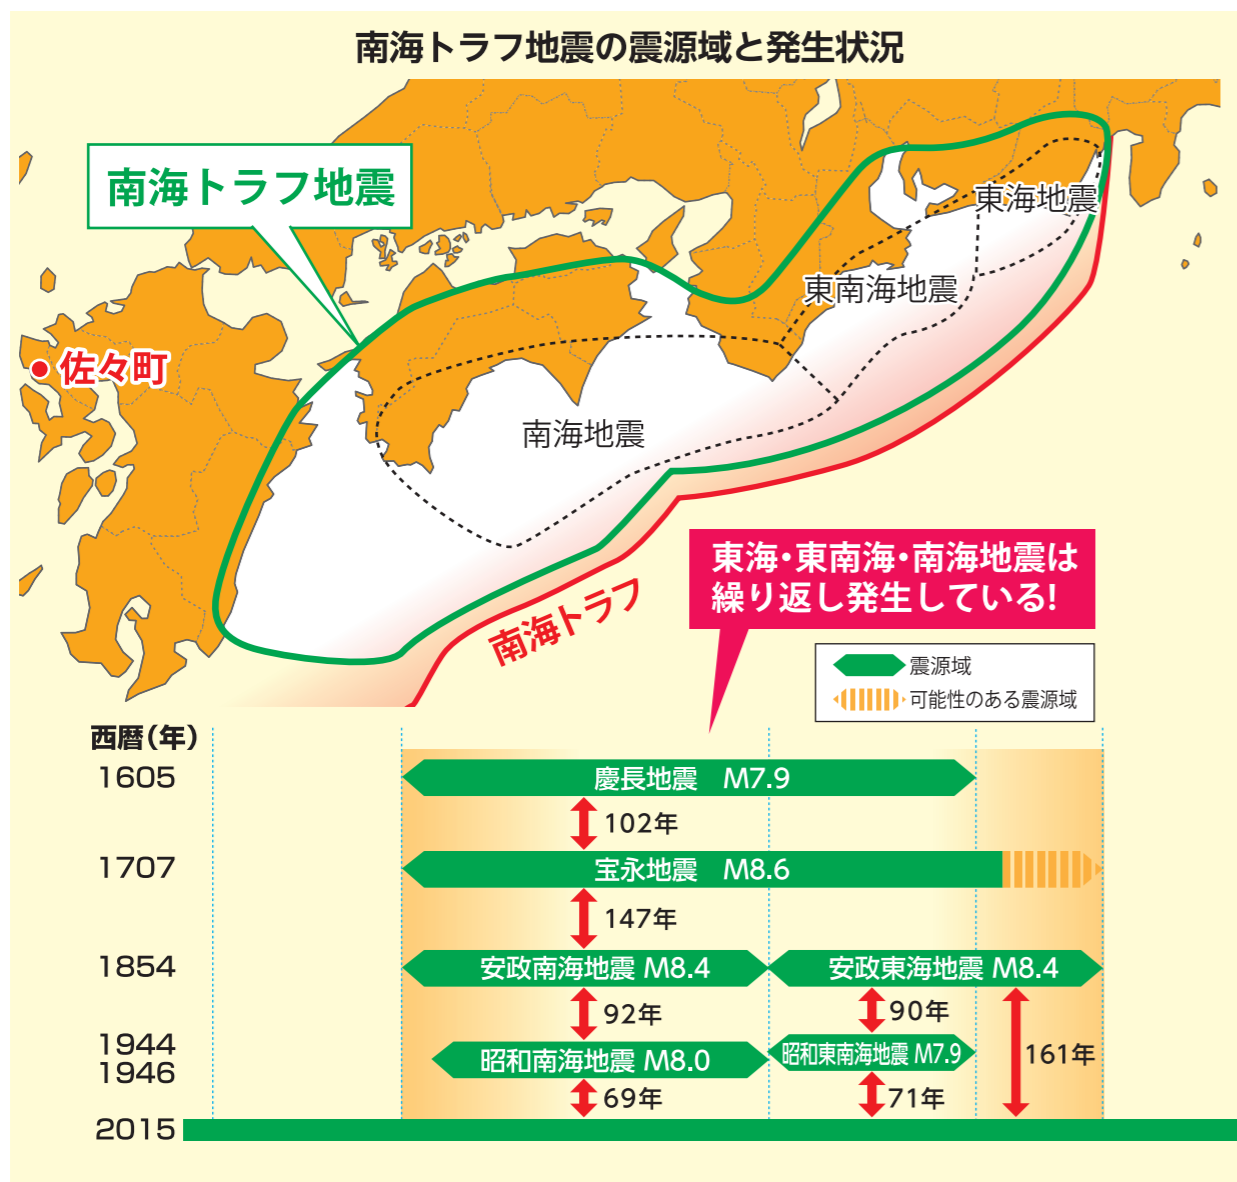 南海トラフ地震の震源域と発生状況
南海トラフ地震
東海地震
東南海地震
佐々町
南海地震
南海トラフ
東海・東南海・南海地震は
繰り返し発生している!
震源域
可能性のある震源域
西暦(年)
1605
慶長地震 M7.9
102年
1707
宝永地震 M8.6
147年
1854
安政南海地震 M8.4
安政東海地震 M8.4
92年
90年
1944
昭和東南海地震 M7.9
161年
1946
昭和南海地震 M8.0
69年
71年
2015